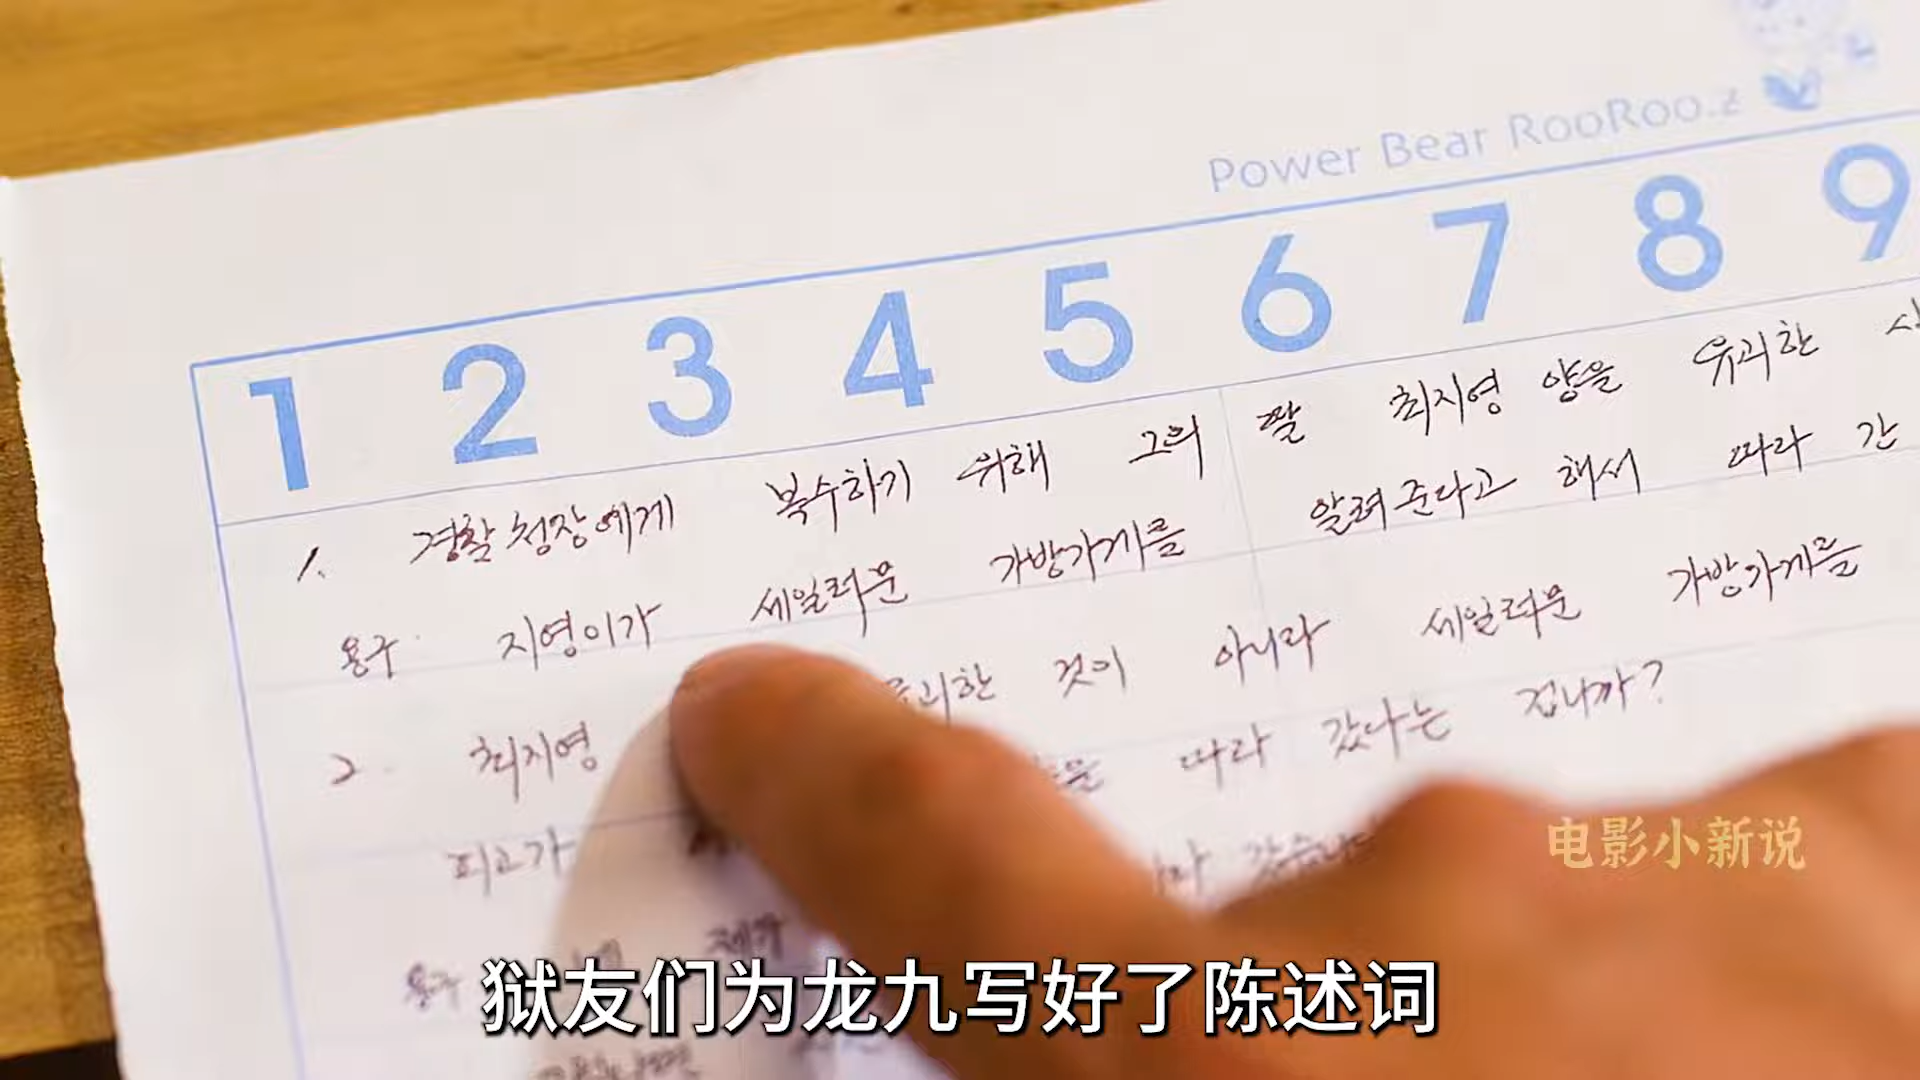 Power Bear RooRoo.z
1 2 3 4 5 6 7 8 9
1. 경찰청장에게 복수하기 위해 그의 딸 최지영 양을 유괴한
용구. 지영이가 세일러문 가방가게를 알려준다고 해서 따라 간
2. 최지영 것이 아니라 세일러문 가방가게를
피고가 따라 갔다는 겁니까?
용구 제가
电影小新说
狱友们为龙九写好了陈述词